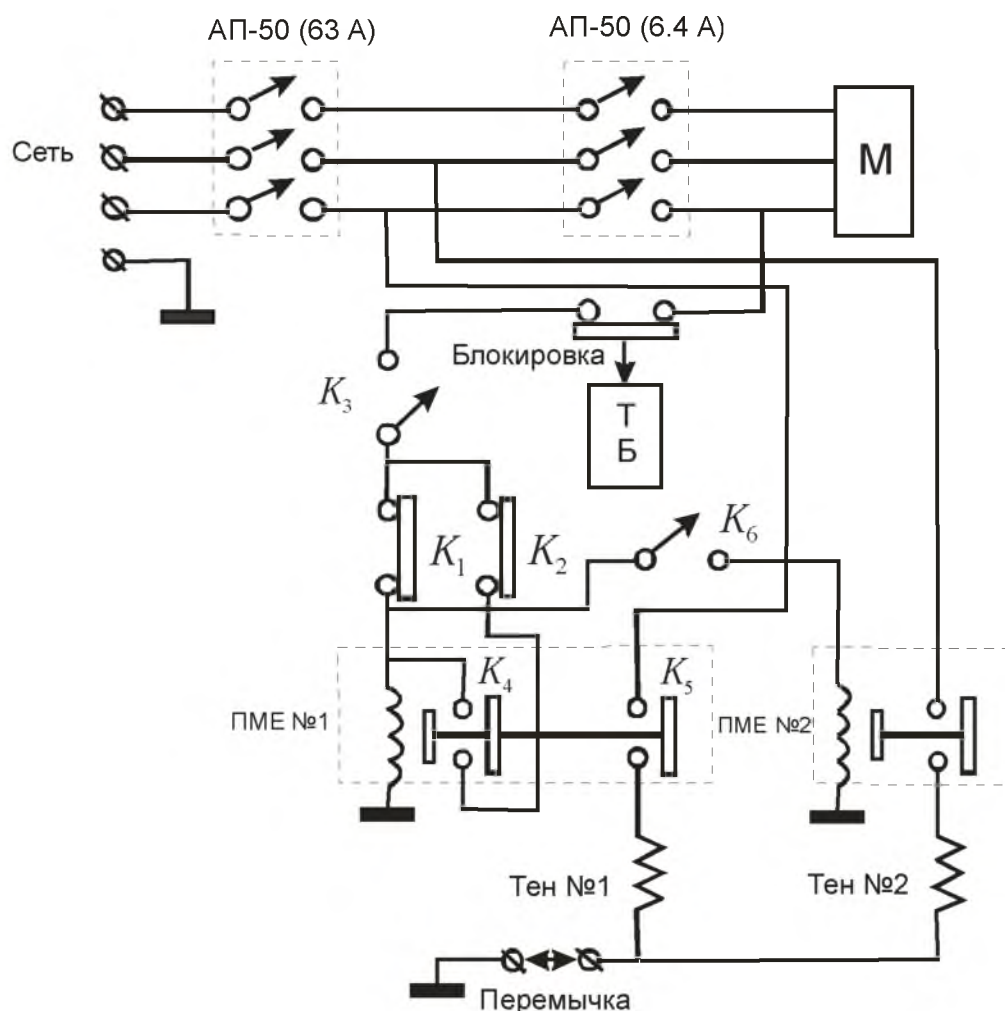 АП-50 (63 А)
АП-50 (6.4 А)
Сеть
М
Блокировка
Т
Б
K₃
K₁
K₂
K₆
K₄
K₅
ПМЕ №1
ПМЕ №2
Тен №1
Тен №2
Перемычка